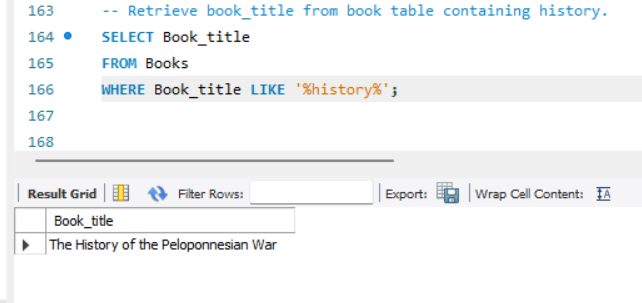 163 -- Retrieve book_title from book table containing history.
164 SELECT Book_title
165 FROM Books
166 WHERE Book_title LIKE '%history%';
167
168
Result Grid Filter Rows: Export: Wrap Cell Content: IA
Book_title
The History of the Peloponnesian War